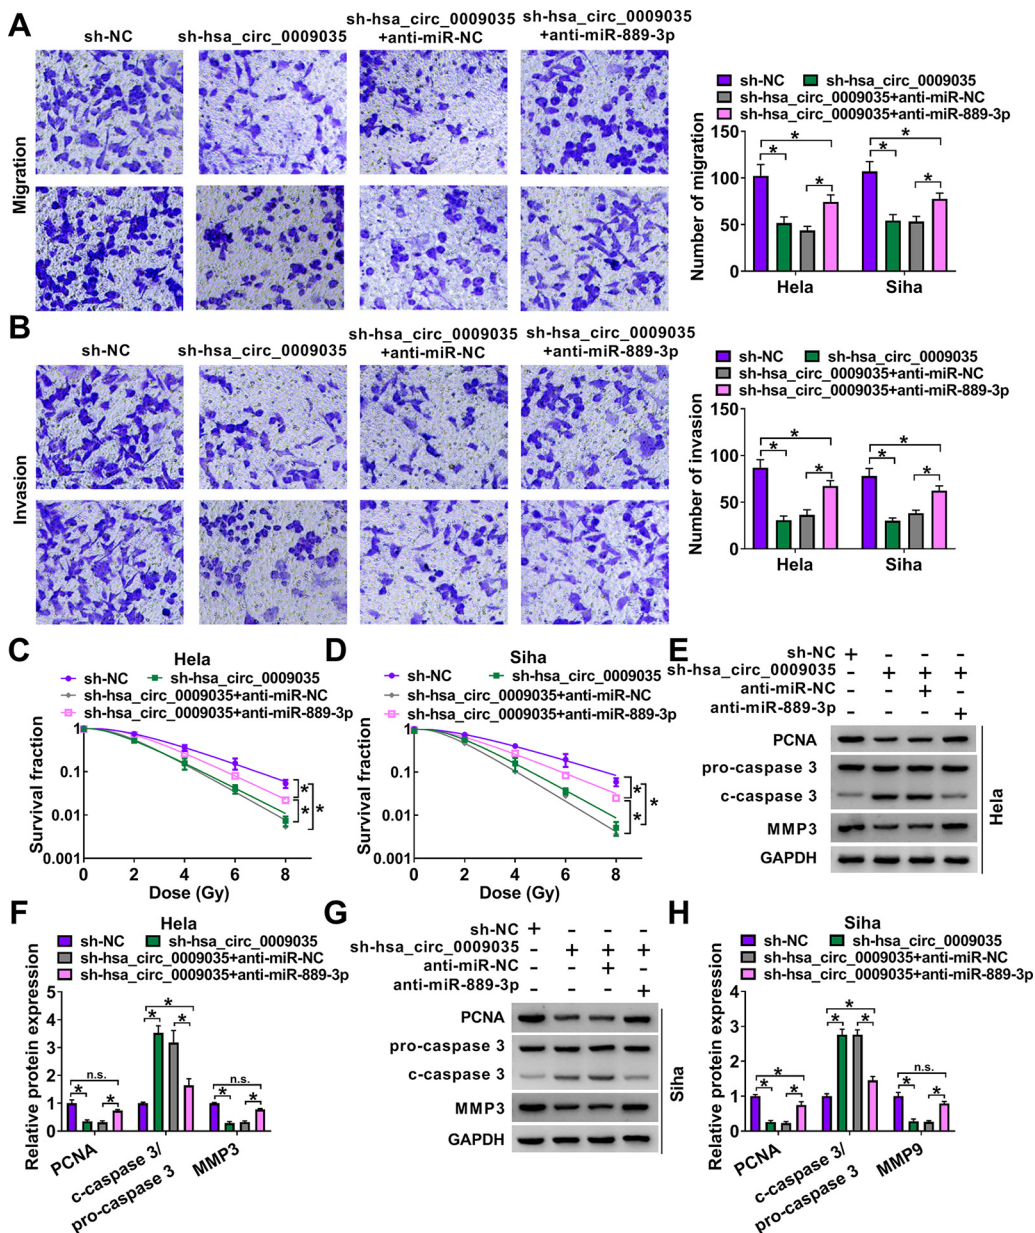 A
sh-NC
sh-hsa_circ_0009035
sh-hsa_circ_0009035
+anti-miR-NC
sh-hsa_circ_0009035
+anti-miR-889-3p
Migration
sh-NC
sh-hsa_circ_0009035
sh-hsa_circ_0009035+anti-miR-NC
sh-hsa_circ_0009035+anti-miR-889-3p
Number of migration
150
100
50
0
* * * * * *
Hela Siha
B
sh-NC
sh-hsa_circ_0009035
sh-hsa_circ_0009035
+anti-miR-NC
sh-hsa_circ_0009035
+anti-miR-889-3p
Invasion
sh-NC
sh-hsa_circ_0009035
sh-hsa_circ_0009035+anti-miR-NC
sh-hsa_circ_0009035+anti-miR-889-3p
Number of invasion
150
100
50
0
* * * * * *
Hela Siha
C
Hela
sh-NC
sh-hsa_circ_0009035
sh-hsa_circ_0009035+anti-miR-NC
sh-hsa_circ_0009035+anti-miR-889-3p
Survival fraction
1
0.1
0.01
0.001
* * *
0 2 4 6 8
Dose (Gy)
D
Siha
sh-NC
sh-hsa_circ_0009035
sh-hsa_circ_0009035+anti-miR-NC
sh-hsa_circ_0009035+anti-miR-889-3p
Survival fraction
1
0.1
0.01
0.001
* * *
0 2 4 6 8
Dose (Gy)
E
sh-NC + - - -
sh-hsa_circ_0009035 - + + +
anti-miR-NC - - + -
anti-miR-889-3p - - - +
PCNA
pro-caspase 3
c-caspase 3
MMP3
GAPDH
Hela
F
Hela
sh-NC
sh-hsa_circ_0009035
sh-hsa_circ_0009035+anti-miR-NC
sh-hsa_circ_0009035+anti-miR-889-3p
Relative protein expression
5
4
3
2
1
0
n.s. * * * * * n.s. * *
PCNA
c-caspase 3/
pro-caspase 3
MMP3
G
sh-NC + - - -
sh-hsa_circ_0009035 - + + +
anti-miR-NC - - + -
anti-miR-889-3p - - - +
PCNA
pro-caspase 3
c-caspase 3
MMP3
GAPDH
Siha
H
Siha
sh-NC
sh-hsa_circ_0009035
sh-hsa_circ_0009035+anti-miR-NC
sh-hsa_circ_0009035+anti-miR-889-3p
Relative protein expression
4
3
2
1
0
* * * * * * n.s. * *
PCNA
c-caspase 3/
pro-caspase 3
MMP9